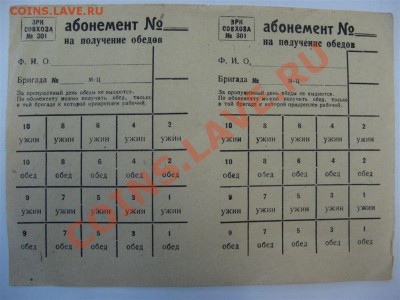 COINS.LAVE.RU
ЗРК
СОВХОЗА
№ 301
абонемент №
на получение обедов
Ф. И. О.
Бригада № м-ц
За пропущенный день обеды не выдаются.
По абонементу можно получить обед, только
в той бригаде к которой прикреплен рабочий.
10 8 6 4 2
ужин ужин ужин ужин ужин
10 8 6 4 2
обед обед обед обед обед
9 7 5 3 1
ужин ужин ужин ужин ужин
9 7 5 3 1
обед обед обед обед обед
ЗРК
СОВХОЗА
№ 301
абонемент №
на получение обедов
Ф. И. О.
Бригада № м-ц
За пропущенный день обеды не выдаются.
По абонементу можно получить обед, только
в той бригаде к которой прикреплен рабочий.
10 8 6 4 2
ужин ужин ужин ужин ужин
10 8 6 4 2
обед обед обед обед обед
9 7 5 3 1
ужин ужин ужин ужин ужин
9 7 5 3 1
обед обед обед обед обед
COINS.LAVE.RU
COINS.LAVE.RU